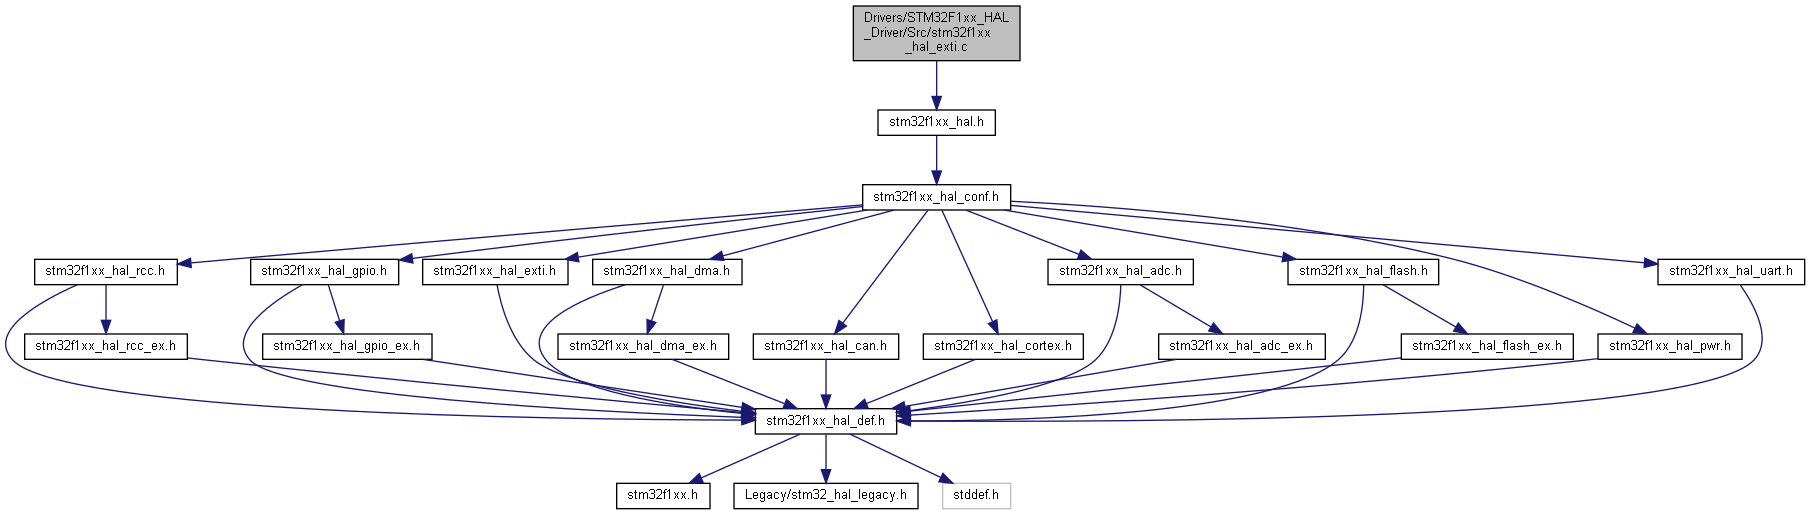 Drivers/STM32F1xx_HAL
_Driver/Src/stm32f1xx
_hal_exti.c
stm32f1xx_hal.h
stm32f1xx_hal_conf.h
stm32f1xx_hal_rcc.h
stm32f1xx_hal_gpio.h
stm32f1xx_hal_exti.h
stm32f1xx_hal_dma.h
stm32f1xx_hal_adc.h
stm32f1xx_hal_flash.h
stm32f1xx_hal_uart.h
stm32f1xx_hal_rcc_ex.h
stm32f1xx_hal_gpio_ex.h
stm32f1xx_hal_dma_ex.h
stm32f1xx_hal_can.h
stm32f1xx_hal_cortex.h
stm32f1xx_hal_adc_ex.h
stm32f1xx_hal_flash_ex.h
stm32f1xx_hal_pwr.h
stm32f1xx_hal_def.h
stm32f1xx.h
Legacy/stm32_hal_legacy.h
stddef.h